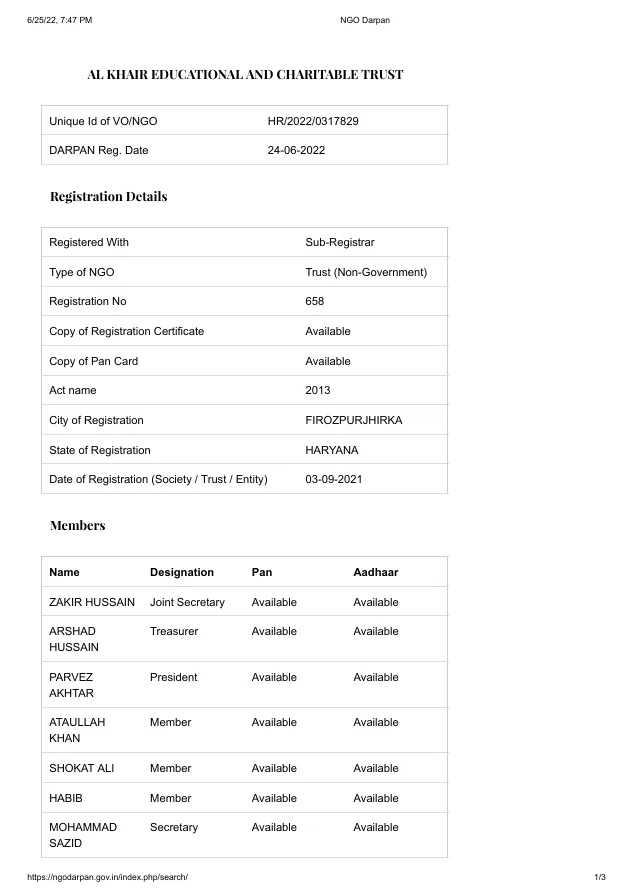 6/25/22, 7:47 PM NGO Darpan
AL KHAIR EDUCATIONAL AND CHARITABLE TRUST
Unique Id of VO/NGO HR/2022/0317829
DARPAN Reg. Date 24-06-2022
Registration Details
Registered With Sub-Registrar
Type of NGO Trust (Non-Government)
Registration No 658
Copy of Registration Certificate Available
Copy of Pan Card Available
Act name 2013
City of Registration FIROZPURJHIRKA
State of Registration HARYANA
Date of Registration (Society / Trust / Entity) 03-09-2021
Members
Name Designation Pan Aadhaar
ZAKIR HUSSAIN Joint Secretary Available Available
ARSHAD Treasurer Available Available
HUSSAIN
PARVEZ President Available Available
AKHTAR
ATAULLAH Member Available Available
KHAN
SHOKAT ALI Member Available Available
HABIB Member Available Available
MOHAMMAD Secretary Available Available
SAZID
https://ngodarpan.gov.in/index.php/search/ 1/3